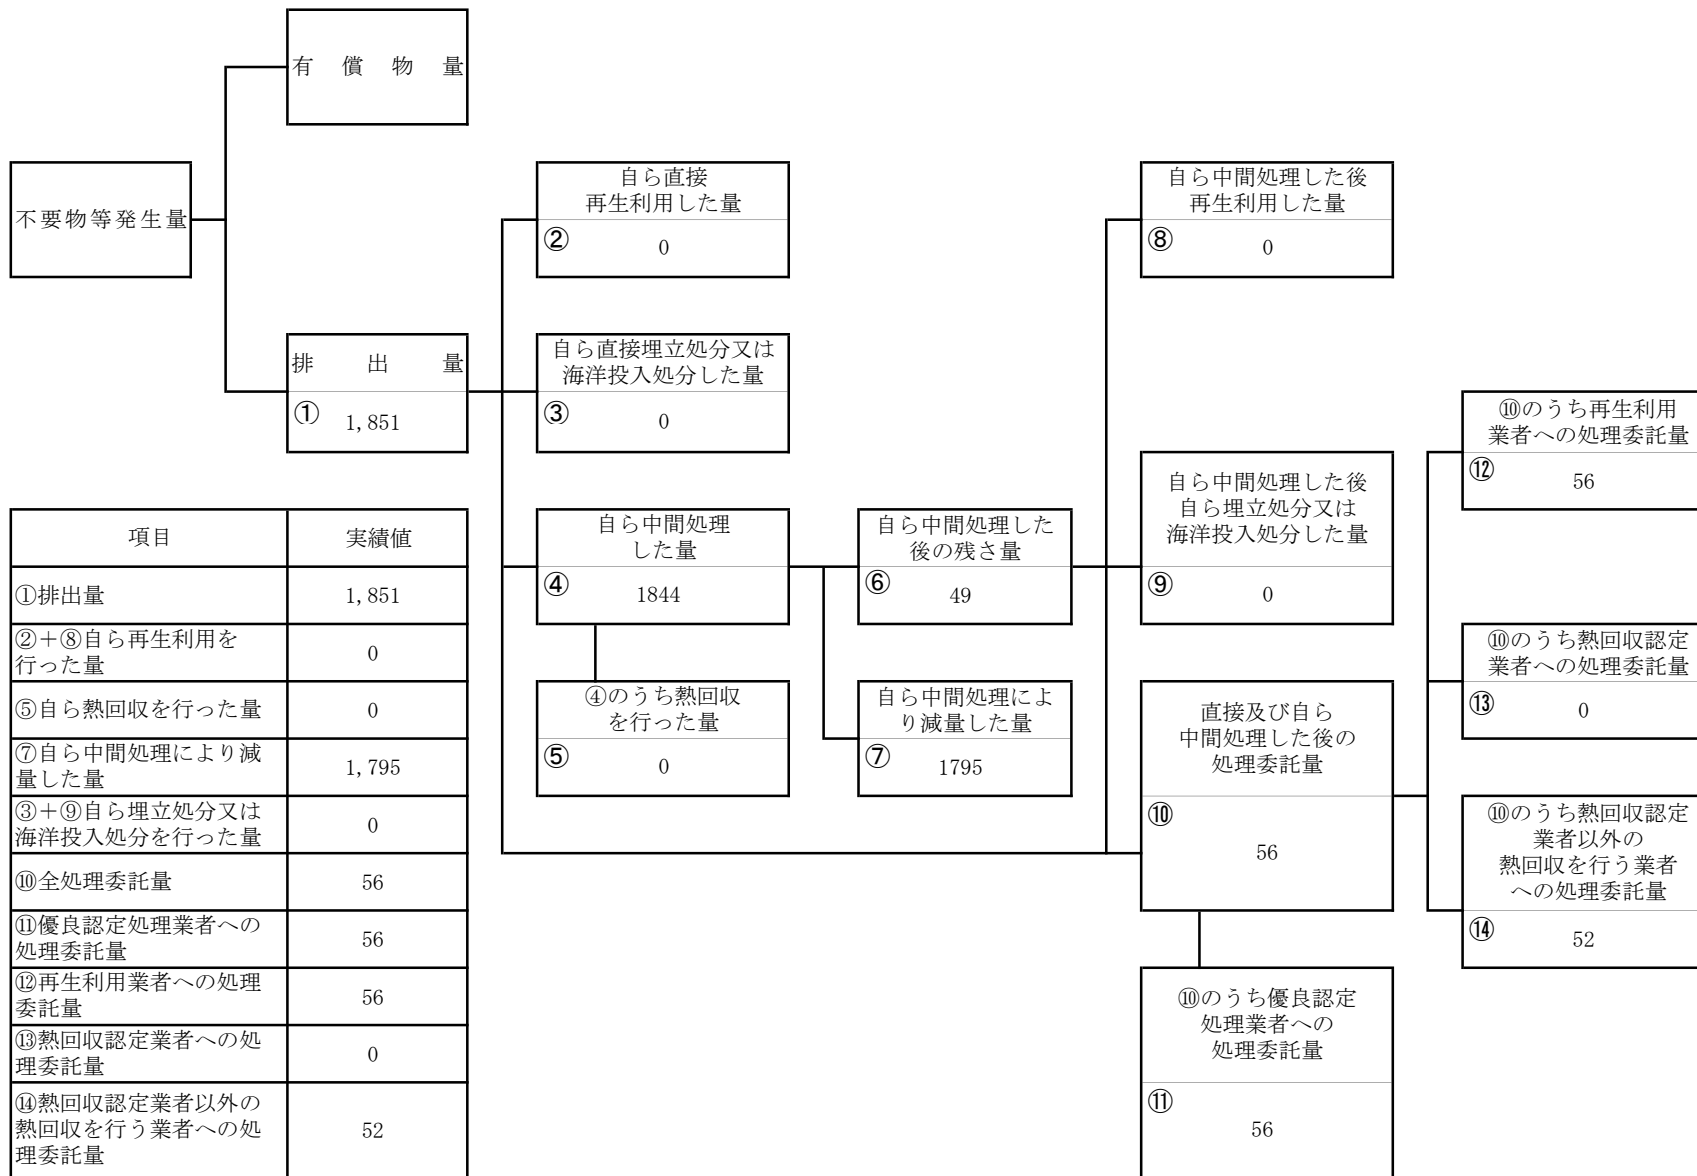 有償物量
不要物等発生量
排出量
① 1,851
自ら直接
再生利用した量
② 0
自ら直接埋立処分又は
海洋投入処分した量
③ 0
自ら中間処理
した量
④ 1844
④のうち熱回収
を行った量
⑤ 0
自ら中間処理した
後の残さ量
⑥ 49
自ら中間処理によ
り減量した量
⑦ 1795
自ら中間処理した後
再生利用した量
⑧ 0
自ら中間処理した後
自ら埋立処分又は
海洋投入処分した量
⑨ 0
直接及び自ら
中間処理した後の
処理委託量
⑩
56
⑩のうち優良認定
処理業者への
処理委託量
⑪
56
⑩のうち再生利用
業者への処理委託量
⑫ 56
⑩のうち熱回収認定
業者への処理委託量
⑬ 0
⑩のうち熱回収認定
業者以外の
熱回収を行う業者
への処理委託量
⑭ 52
項目 実績値
①排出量 1,851
②＋⑧自ら再生利用を
行った量 0
⑤自ら熱回収を行った量 0
⑦自ら中間処理により減
量した量 1,795
③＋⑨自ら埋立処分又は
海洋投入処分を行った量 0
⑩全処理委託量 56
⑪優良認定処理業者への
処理委託量 56
⑫再生利用業者への処理
委託量 56
⑬熱回収認定業者への処
理委託量 0
⑭熱回収認定業者以外の
熱回収を行う業者への処
理委託量 52